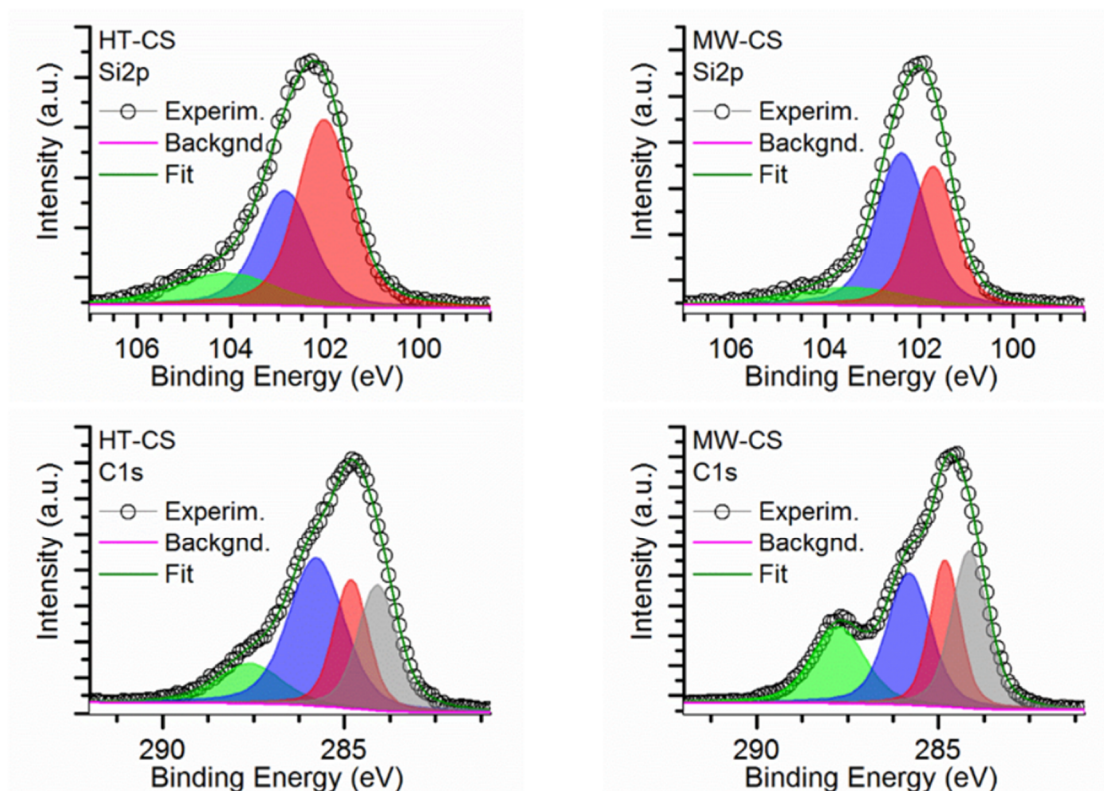 HT-CS
Si2p
Experim.
Backgnd.
Fit
Intensity (a.u.)
106 104 102 100
Binding Energy (eV)
MW-CS
Si2p
Experim.
Backgnd.
Fit
Intensity (a.u.)
106 104 102 100
Binding Energy (eV)
HT-CS
C1s
Experim.
Backgnd.
Fit
Intensity (a.u.)
290 285
Binding Energy (eV)
MW-CS
C1s
Experim.
Backgnd.
Fit
Intensity (a.u.)
290 285
Binding Energy (eV)